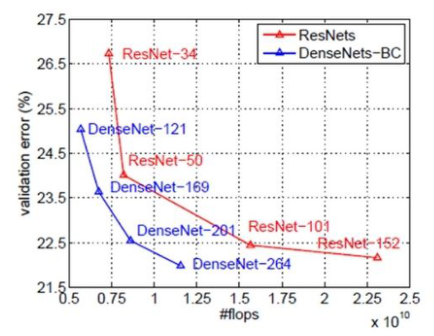 27.5
26.5
25.5
24.5
23.5
22.5
21.5
validation error (%)
ResNets
DenseNets−BC
ResNet−34
DenseNet−121
ResNet−50
DenseNet−169
DenseNet−201
ResNet−101
ResNet−152
DenseNet−264
0.5 0.75 1 1.25 1.5 1.75 2 2.25 2.5
#flops
x 10^10